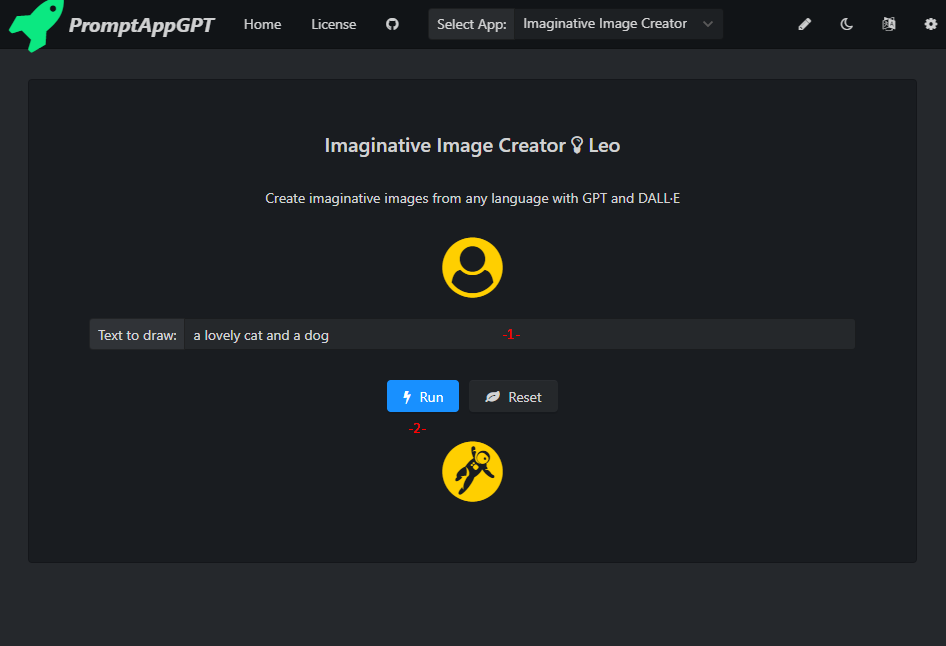 PromptAppGPT Home License Select App: Imaginative Image Creator
Imaginative Image Creator Leo
Create imaginative images from any language with GPT and DALL·E
Text to draw: a lovely cat and a dog -1-
Run Reset
-2-